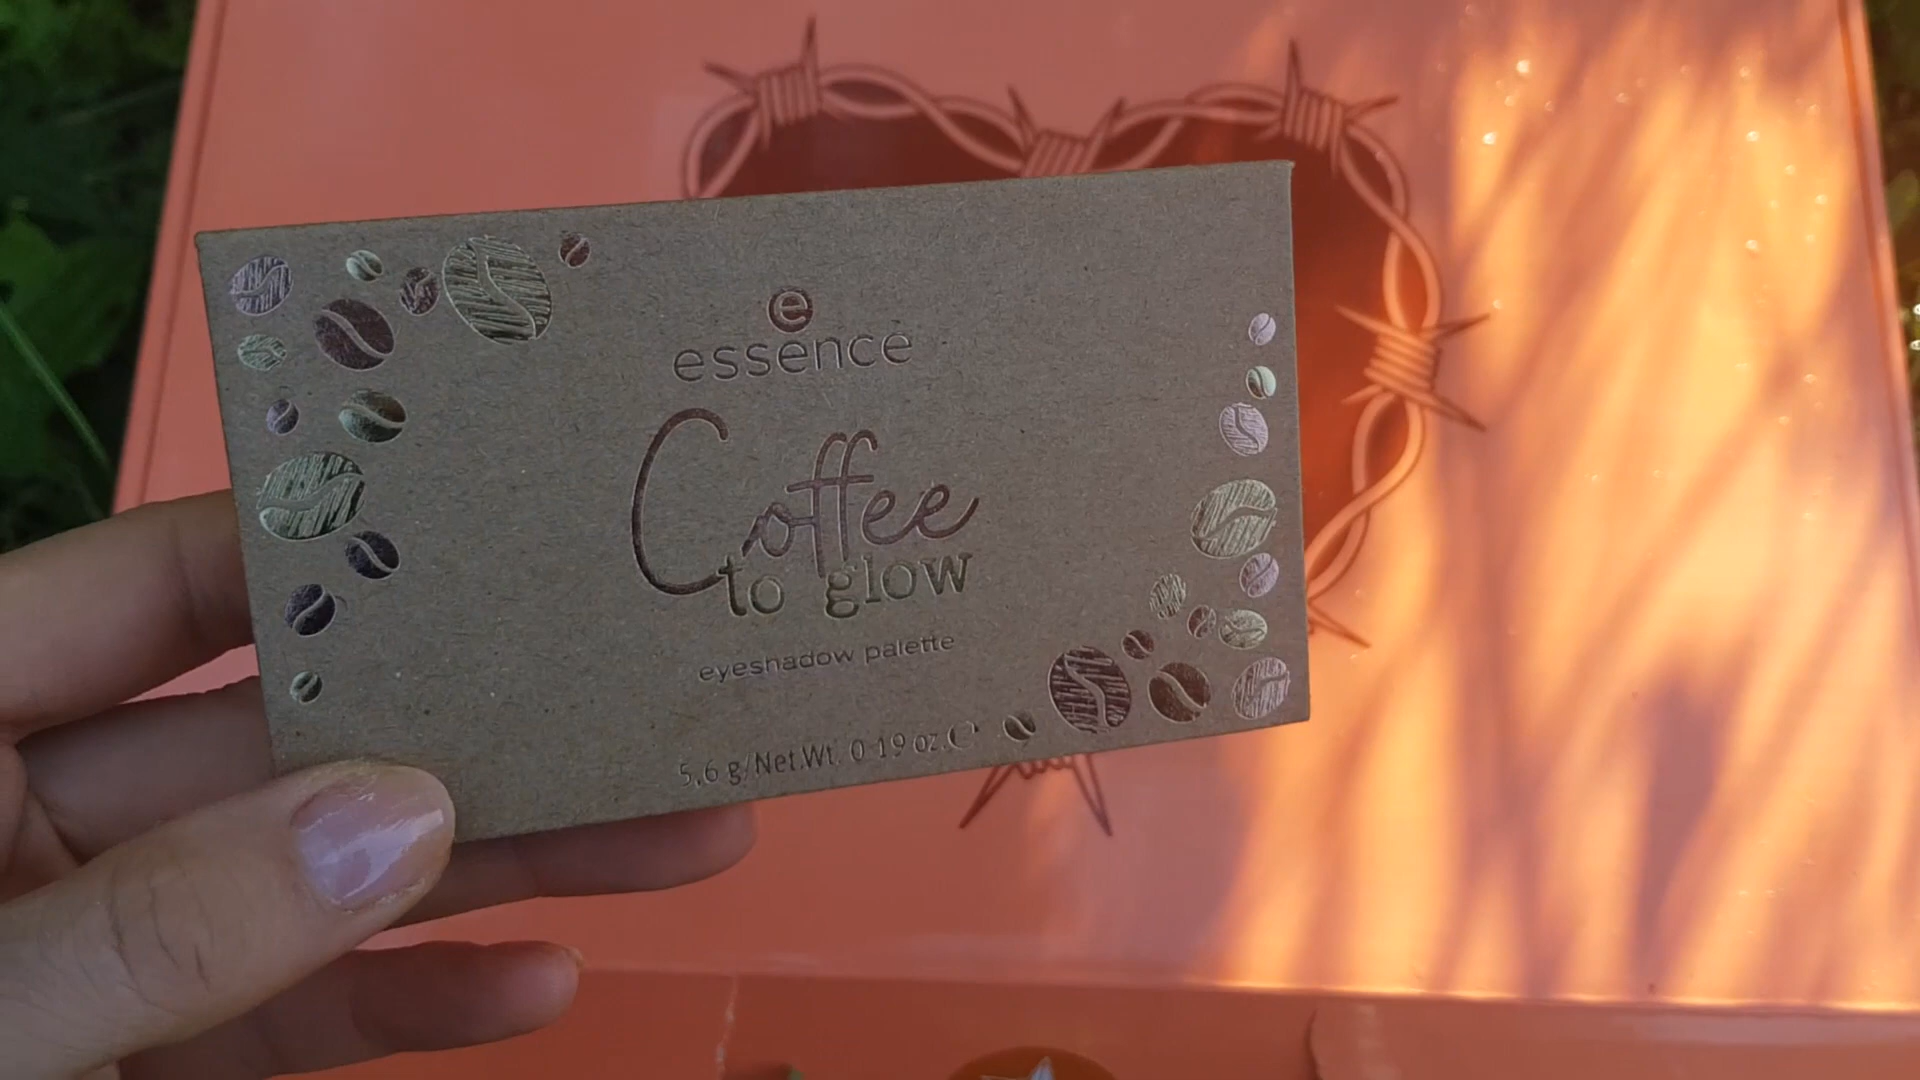 e
essence
Coffee
to glow
eyeshadow palette
5,6 g/Net.Wt. 0.19 oz. ℮